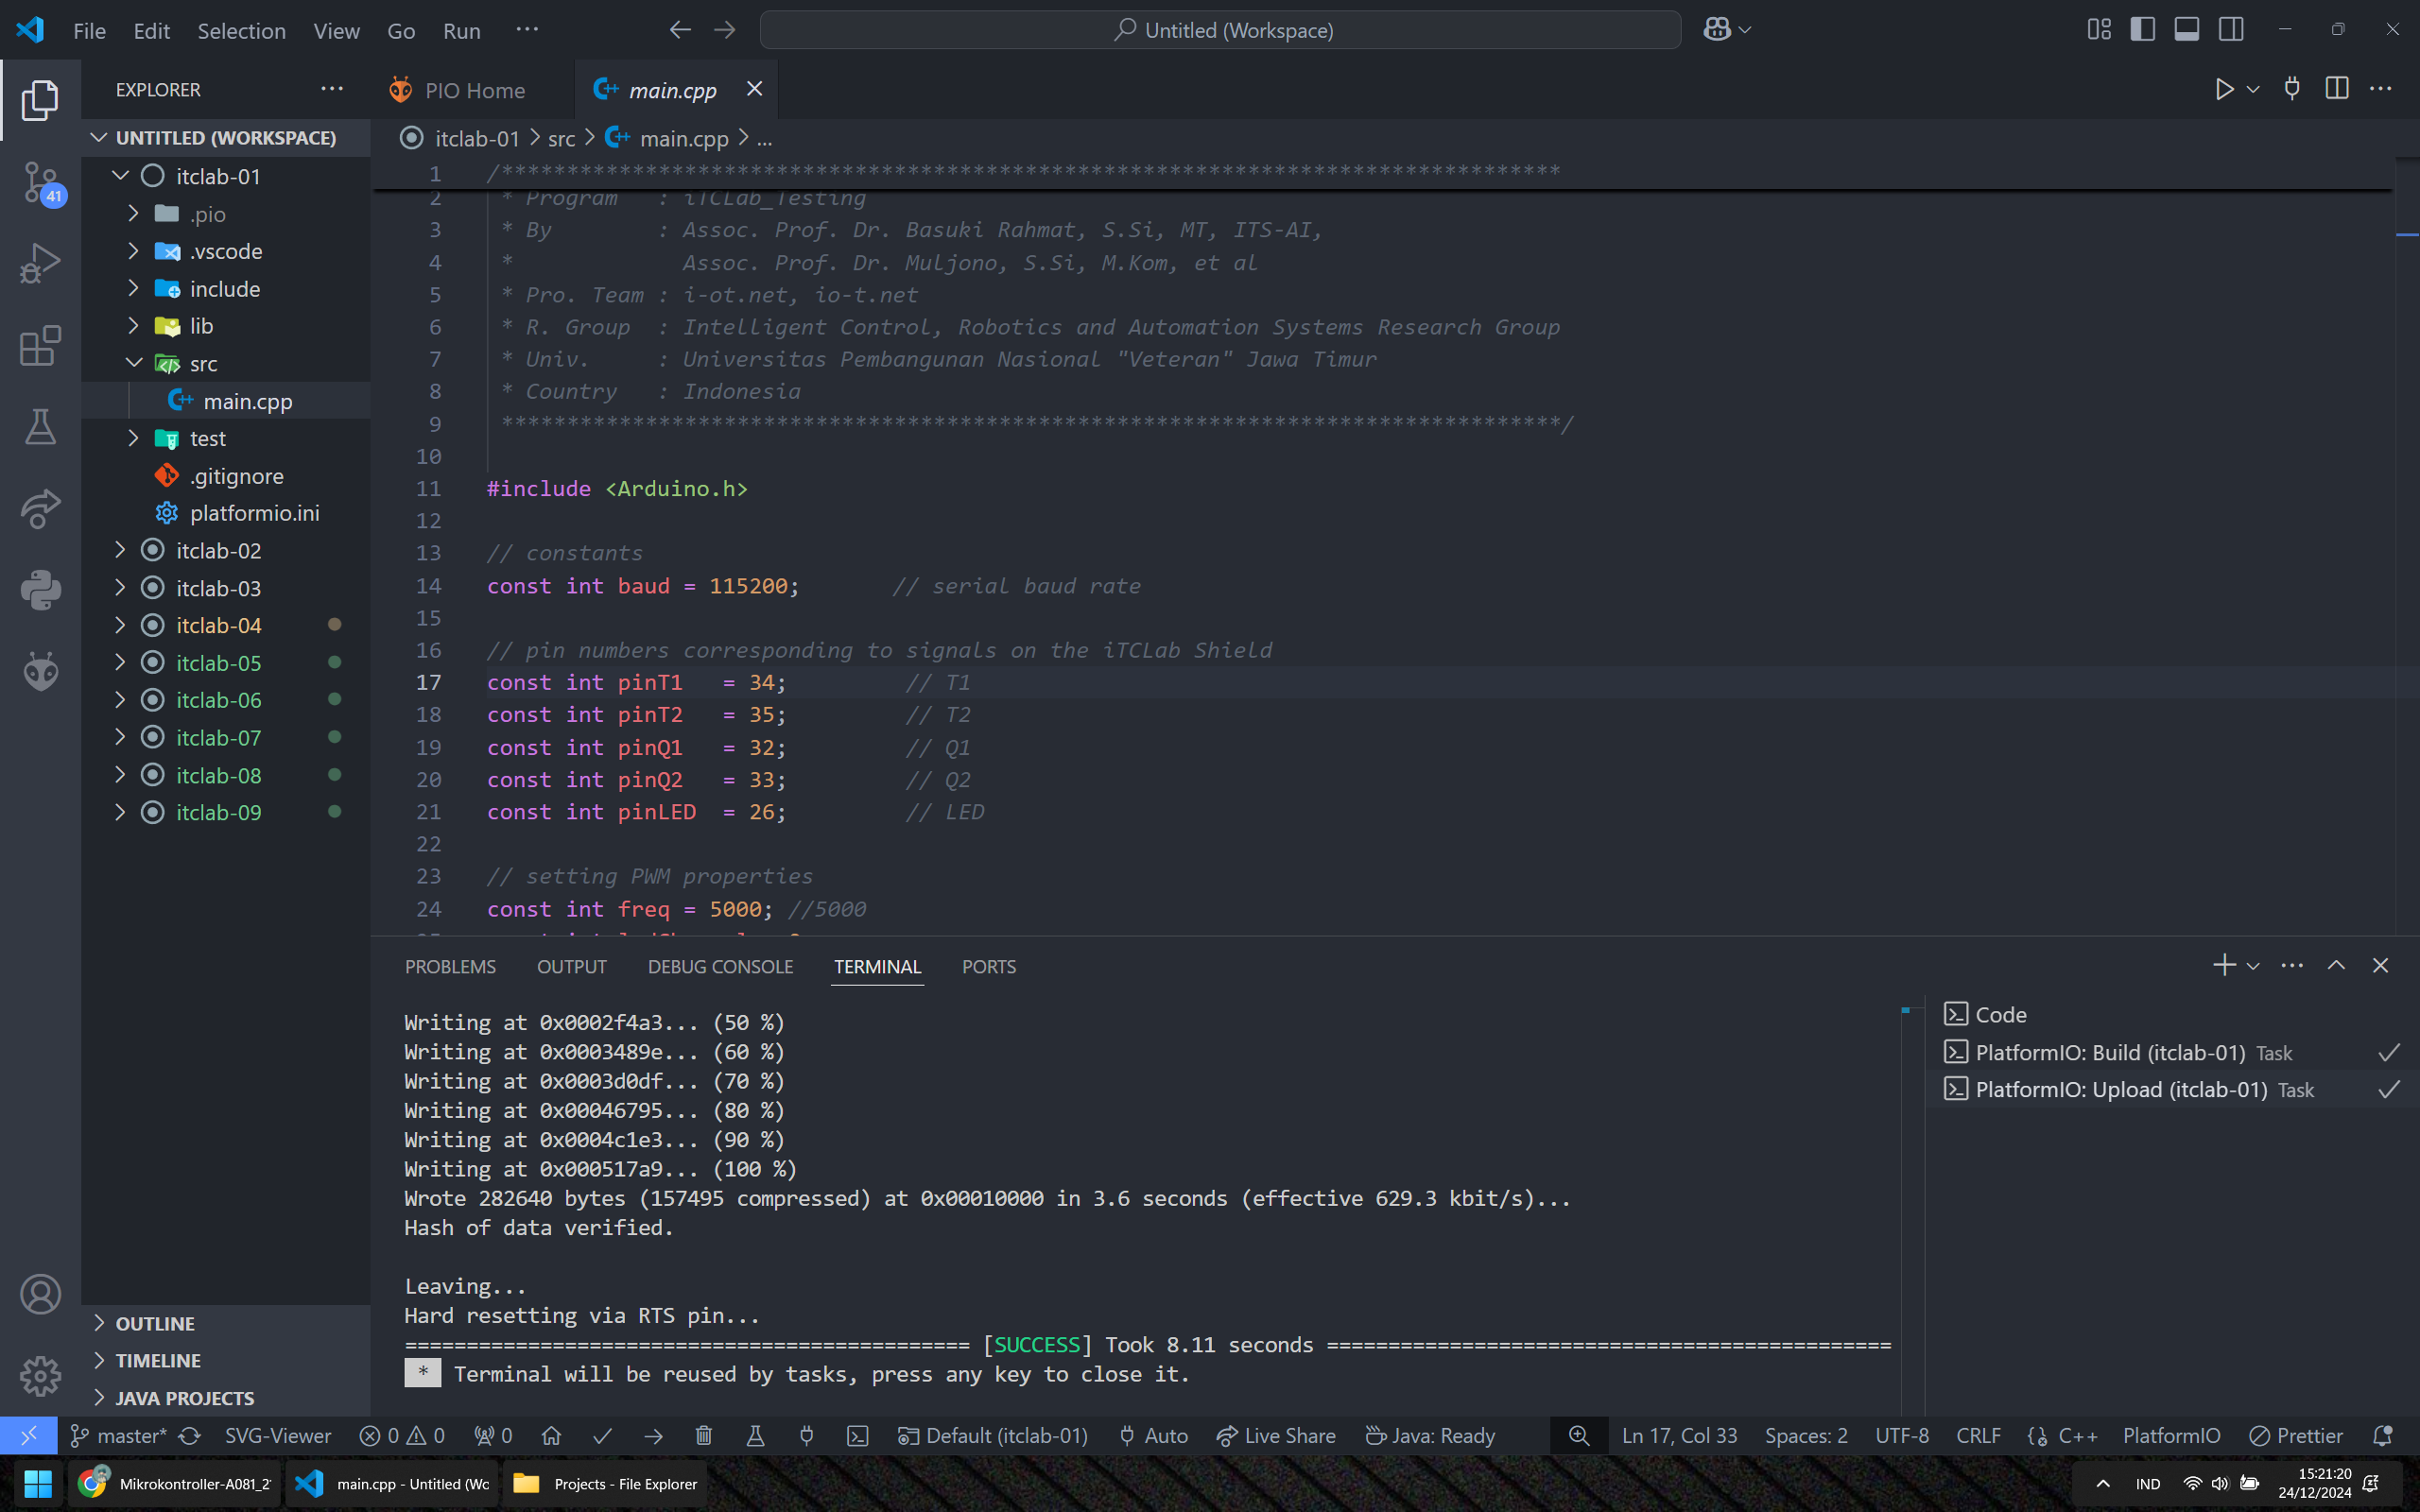 File Edit Selection View Go Run ...
Untitled (Workspace)
EXPLORER
PIO Home
main.cpp
UNTITLED (WORKSPACE)
itclab-01
.pio
.vscode
include
lib
src
main.cpp
test
.gitignore
platformio.ini
itclab-02
itclab-03
itclab-04
itclab-05
itclab-06
itclab-07
itclab-08
itclab-09
OUTLINE
TIMELINE
JAVA PROJECTS
41
itclab-01 > src > main.cpp > ...
1 /*********************************************************************************
2 * Program   : iTCLab_Testing
3 * By        : Assoc. Prof. Dr. Basuki Rahmat, S.Si, MT, ITS-AI,
4 *             Assoc. Prof. Dr. Muljono, S.Si, M.Kom, et al
5 * Pro. Team : i-ot.net, io-t.net
6 * R. Group  : Intelligent Control, Robotics and Automation Systems Research Group
7 * Univ.     : Universitas Pembangunan Nasional "Veteran" Jawa Timur
8 * Country   : Indonesia
9 *********************************************************************************/
10
11 #include <Arduino.h>
12
13 // constants
14 const int baud = 115200;       // serial baud rate
15
16 // pin numbers corresponding to signals on the iTCLab Shield
17 const int pinT1   = 34;         // T1
18 const int pinT2   = 35;         // T2
19 const int pinQ1   = 32;         // Q1
20 const int pinQ2   = 33;         // Q2
21 const int pinLED  = 26;         // LED
22
23 // setting PWM properties
24 const int freq = 5000; //5000
PROBLEMS OUTPUT DEBUG CONSOLE TERMINAL PORTS
Writing at 0x0002f4a3... (50 %)
Writing at 0x0003489e... (60 %)
Writing at 0x0003d0df... (70 %)
Writing at 0x00046795... (80 %)
Writing at 0x0004c1e3... (90 %)
Writing at 0x000517a9... (100 %)
Wrote 282640 bytes (157495 compressed) at 0x00010000 in 3.6 seconds (effective 629.3 kbit/s)...
Hash of data verified.
Leaving...
Hard resetting via RTS pin...
============================================== [SUCCESS] Took 8.11 seconds ==============================================
* Terminal will be reused by tasks, press any key to close it.
Code
PlatformIO: Build (itclab-01) Task
PlatformIO: Upload (itclab-01) Task
master* SVG-Viewer 0 0 0 Default (itclab-01) Auto Live Share Java: Ready Ln 17, Col 33 Spaces: 2 UTF-8 CRLF {} C++ PlatformIO Prettier
Mikrokontroller-A081_2 main.cpp - Untitled (Wc Projects - File Explorer IND 15:21:20
24/12/2024